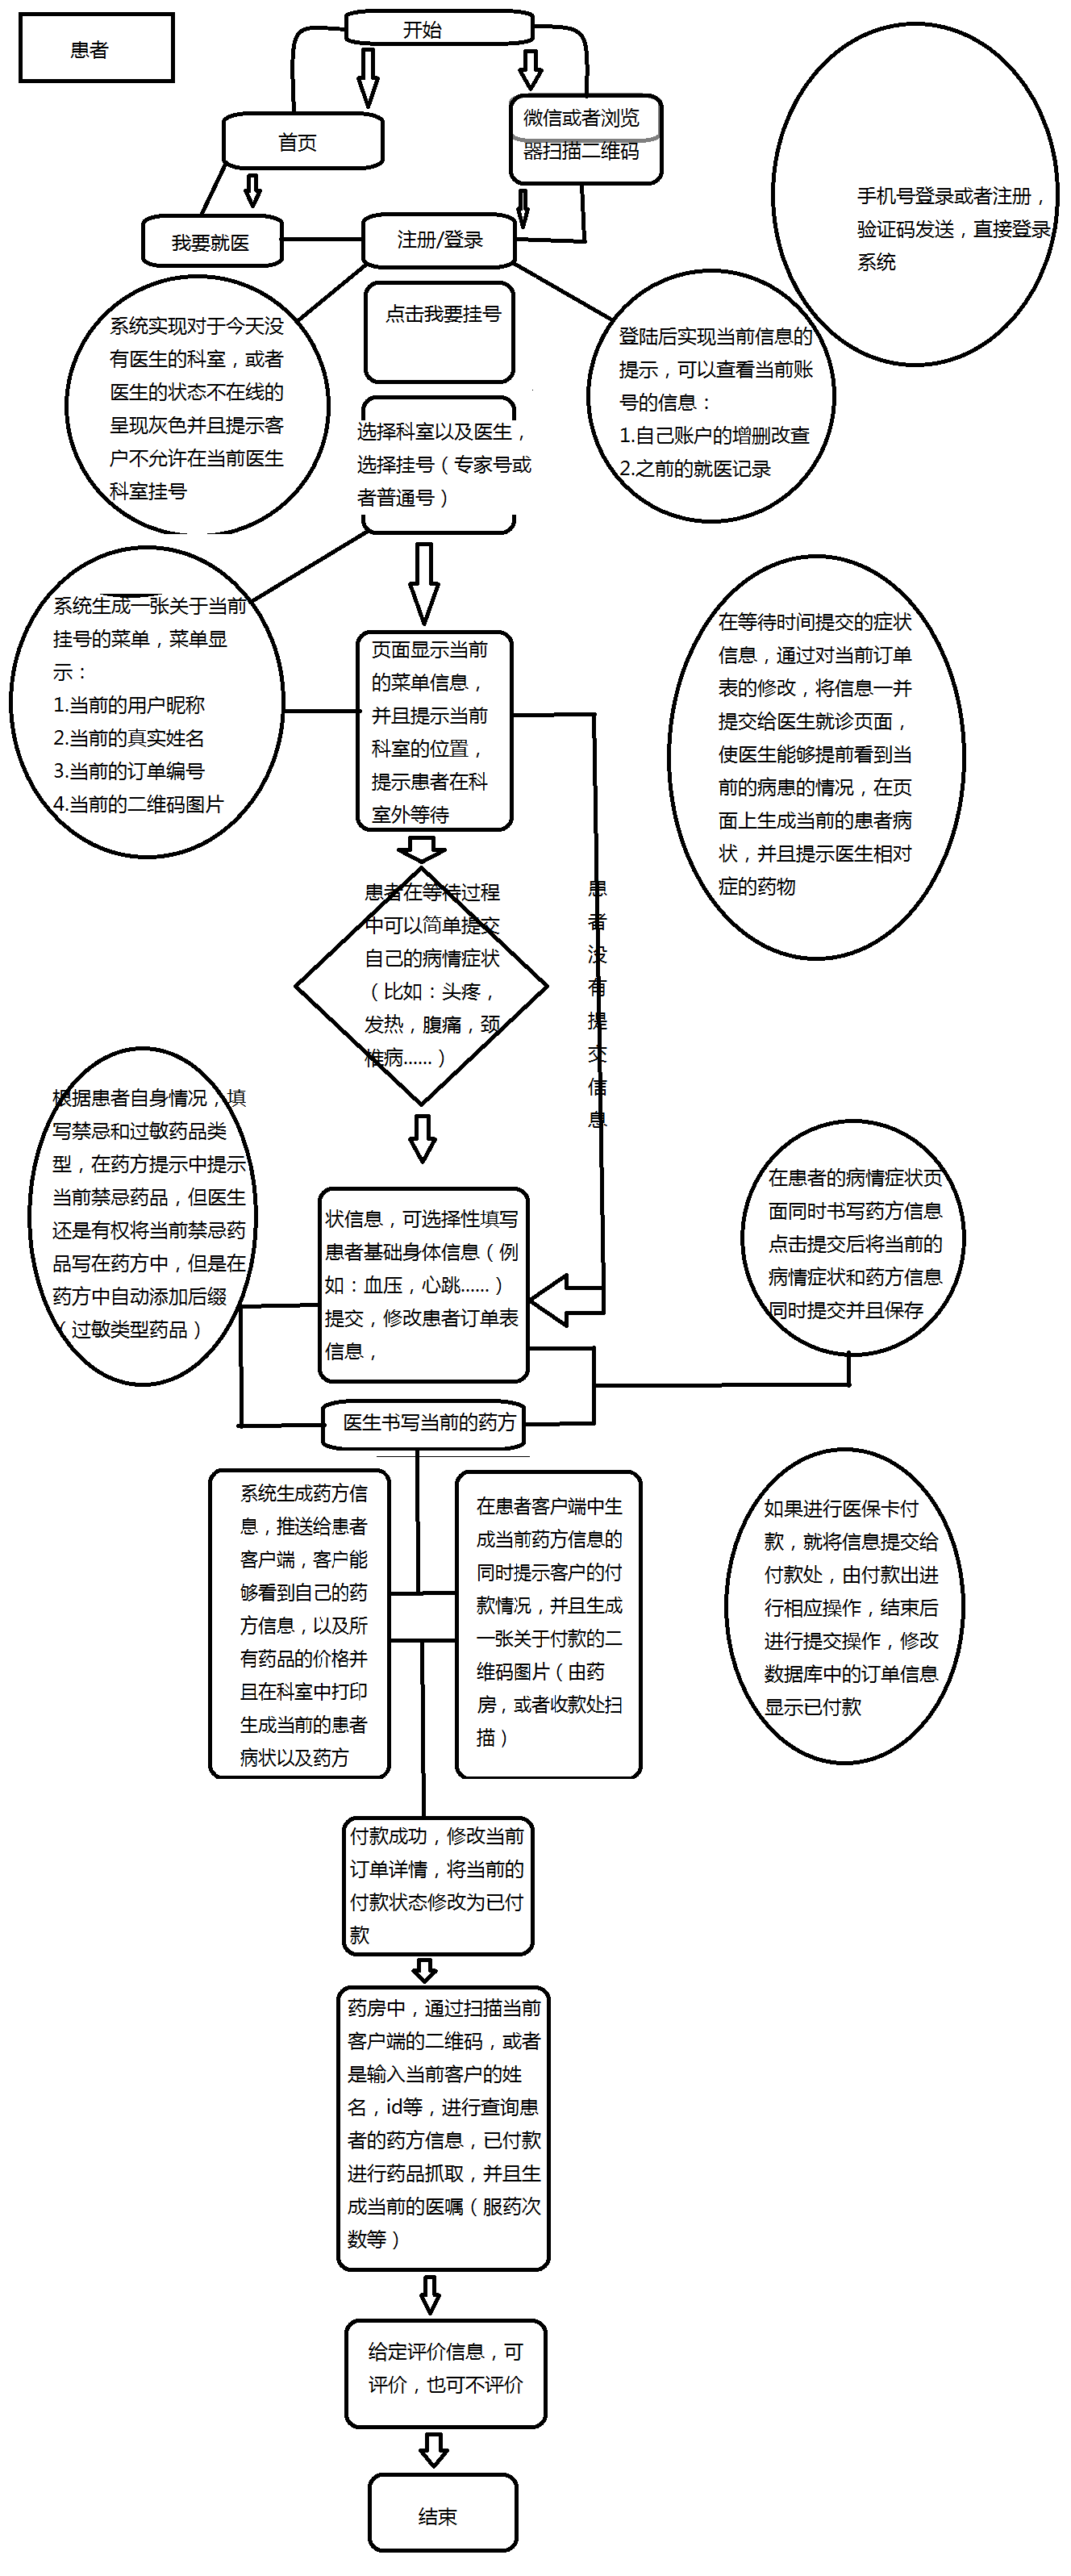 患者
开始
首页
微信或者浏览
器扫描二维码
手机号登录或者注册，
验证码发送，直接登录
系统
我要就医
注册/登录
点击我要挂号
系统实现对于今天没
有医生的科室，或者
医生的状态不在线的
呈现灰色并且提示客
户不允许在当前医生
科室挂号
登陆后实现当前信息的
提示，可以查看当前账
号的信息：
1.自己账户的增删改查
2.之前的就医记录
选择科室以及医生，
选择挂号（专家号或
者普通号）
系统生成一张关于当前
挂号的菜单，菜单显
示：
1.当前的用户昵称
2.当前的真实姓名
3.当前的订单编号
4.当前的二维码图片
页面显示当前
的菜单信息，
并且提示当前
科室的位置，
提示患者在科
室外等待
在等待时间提交的症状
信息，通过对当前订单
表的修改，将信息一并
提交给医生就诊页面，
使医生能够提前看到当
前的病患的情况，在页
面上生成当前的患者病
状，并且提示医生相对
症的药物
患者在等待过程
中可以简单提交
自己的病情症状
（比如：头疼，
发热，腹痛，颈
椎病......）
患
者
没
有
提
交
信
息
根据患者自身情况，填
写禁忌和过敏药品类
型，在药方提示中提示
当前禁忌药品，但医生
还是有权将当前禁忌药
品写在药方中，但是在
药方中自动添加后缀
（过敏类型药品）
状信息，可选择性填写
患者基础身体信息（例
如：血压，心跳......）
提交，修改患者订单表
信息，
在患者的病情症状页
面同时书写药方信息
点击提交后将当前的
病情症状和药方信息
同时提交并且保存
医生书写当前的药方
系统生成药方信
息，推送给患者
客户端，客户能
够看到自己的药
方信息，以及所
有药品的价格并
且在科室中打印
生成当前的患者
病状以及药方
在患者客户端中生
成当前药方信息的
同时提示客户的付
款情况，并且生成
一张关于付款的二
维码图片（由药
房，或者收款处扫
描）
如果进行医保卡付
款，就将信息提交给
付款处，由付款出进
行相应操作，结束后
进行提交操作，修改
数据库中的订单信息
显示已付款
付款成功，修改当前
订单详情，将当前的
付款状态修改为已付
款
药房中，通过扫描当前
客户端的二维码，或者
是输入当前客户的姓
名，id等，进行查询患
者的药方信息，已付款
进行药品抓取，并且生
成当前的医嘱（服药次
数等）
给定评价信息，可
评价，也可不评价
结束